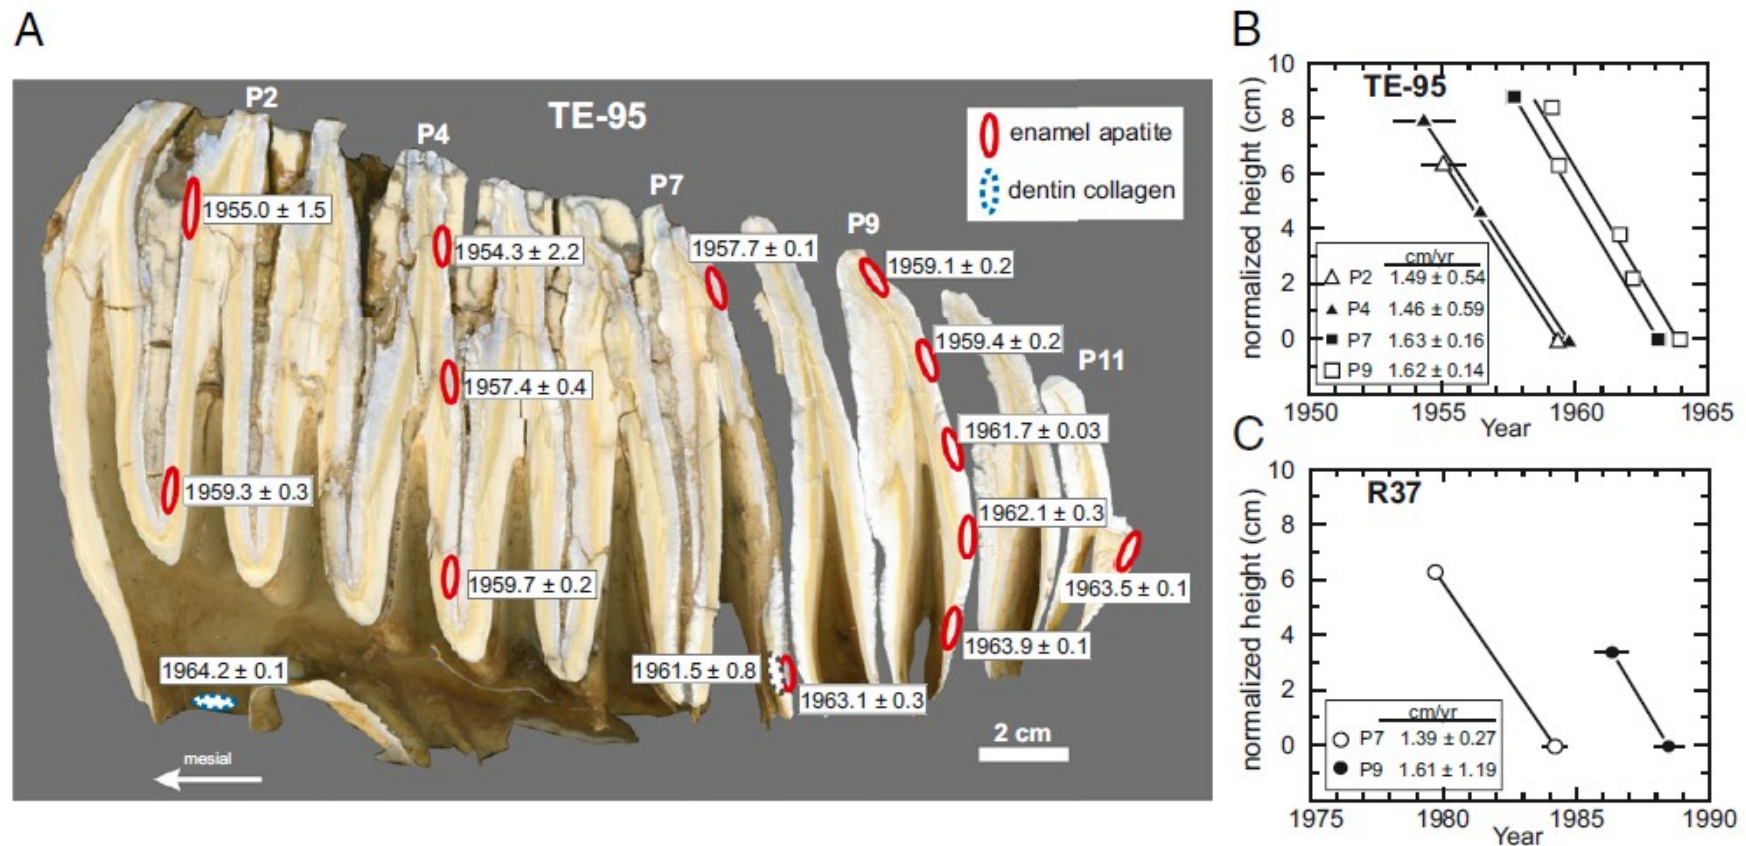 A
TE-95
P2
P4
P7
P9
P11
enamel apatite
dentin collagen
1955.0 ± 1.5
1954.3 ± 2.2
1957.7 ± 0.1
1959.1 ± 0.2
1959.4 ± 0.2
1957.4 ± 0.4
1961.7 ± 0.03
1959.3 ± 0.3
1962.1 ± 0.3
1959.7 ± 0.2
1963.5 ± 0.1
1963.9 ± 0.1
1964.2 ± 0.1
1961.5 ± 0.8
1963.1 ± 0.3
2 cm
mesial
B
TE-95
normalized height (cm)
10
8
6
4
2
0
cm/yr
P2 1.49 ± 0.54
P4 1.46 ± 0.59
P7 1.63 ± 0.16
P9 1.62 ± 0.14
1950 1955 1960 1965
Year
C
R37
normalized height (cm)
10
8
6
4
2
0
cm/yr
P7 1.39 ± 0.27
P9 1.61 ± 1.19
1975 1980 1985 1990
Year